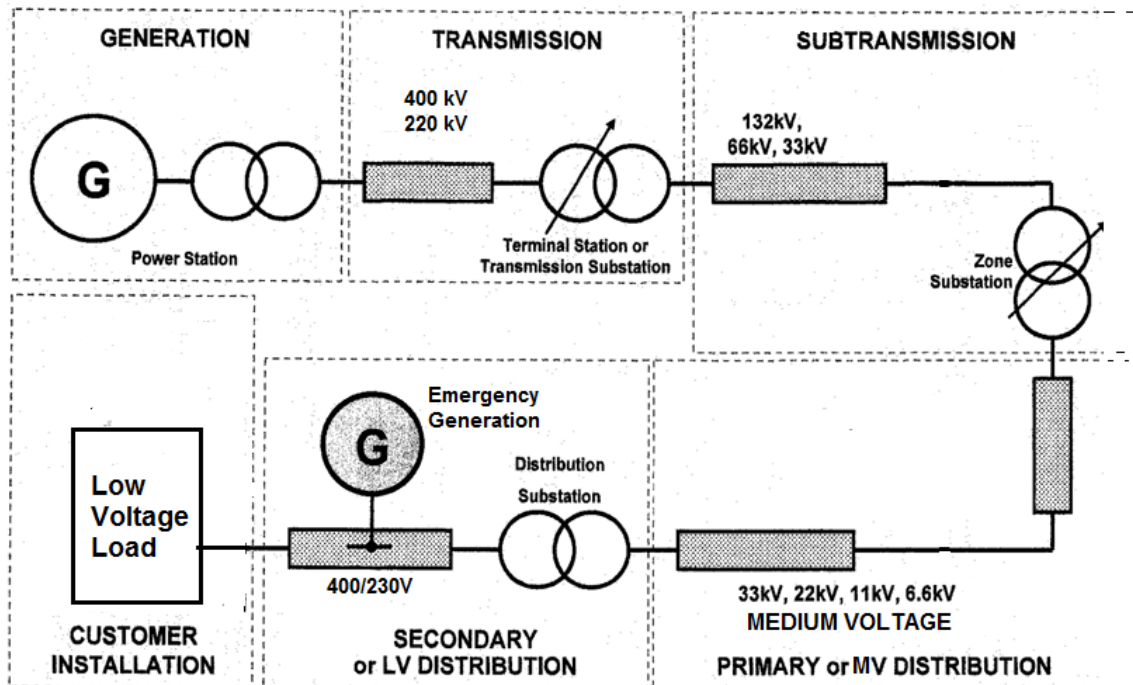 GENERATION
TRANSMISSION
SUBTRANSMISSION
400 kV
220 kV
132kV,
66kV, 33kV
G
Power Station
Terminal Station or
Transmission Substation
Zone
Substation
Emergency
Generation
G
Low
Voltage
Load
Distribution
Substation
400/230V
33kV, 22kV, 11kV, 6.6kV
MEDIUM VOLTAGE
CUSTOMER
INSTALLATION
SECONDARY
or LV DISTRIBUTION
PRIMARY or MV DISTRIBUTION